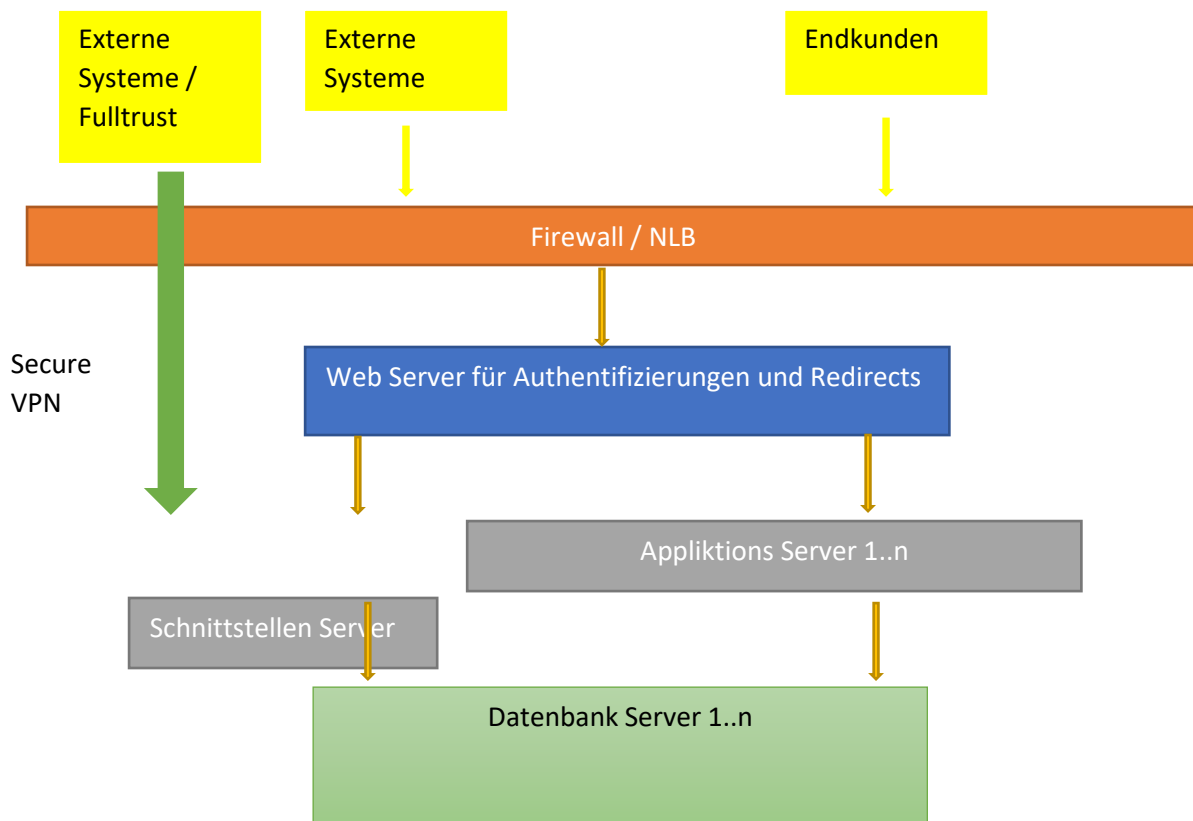 Externe
Systeme /
Fulltrust
Externe
Systeme
Endkunden
Firewall / NLB
Secure
VPN
Web Server für Authentifizierungen und Redirects
Appliktions Server 1..n
Schnittstellen Server
Datenbank Server 1..n